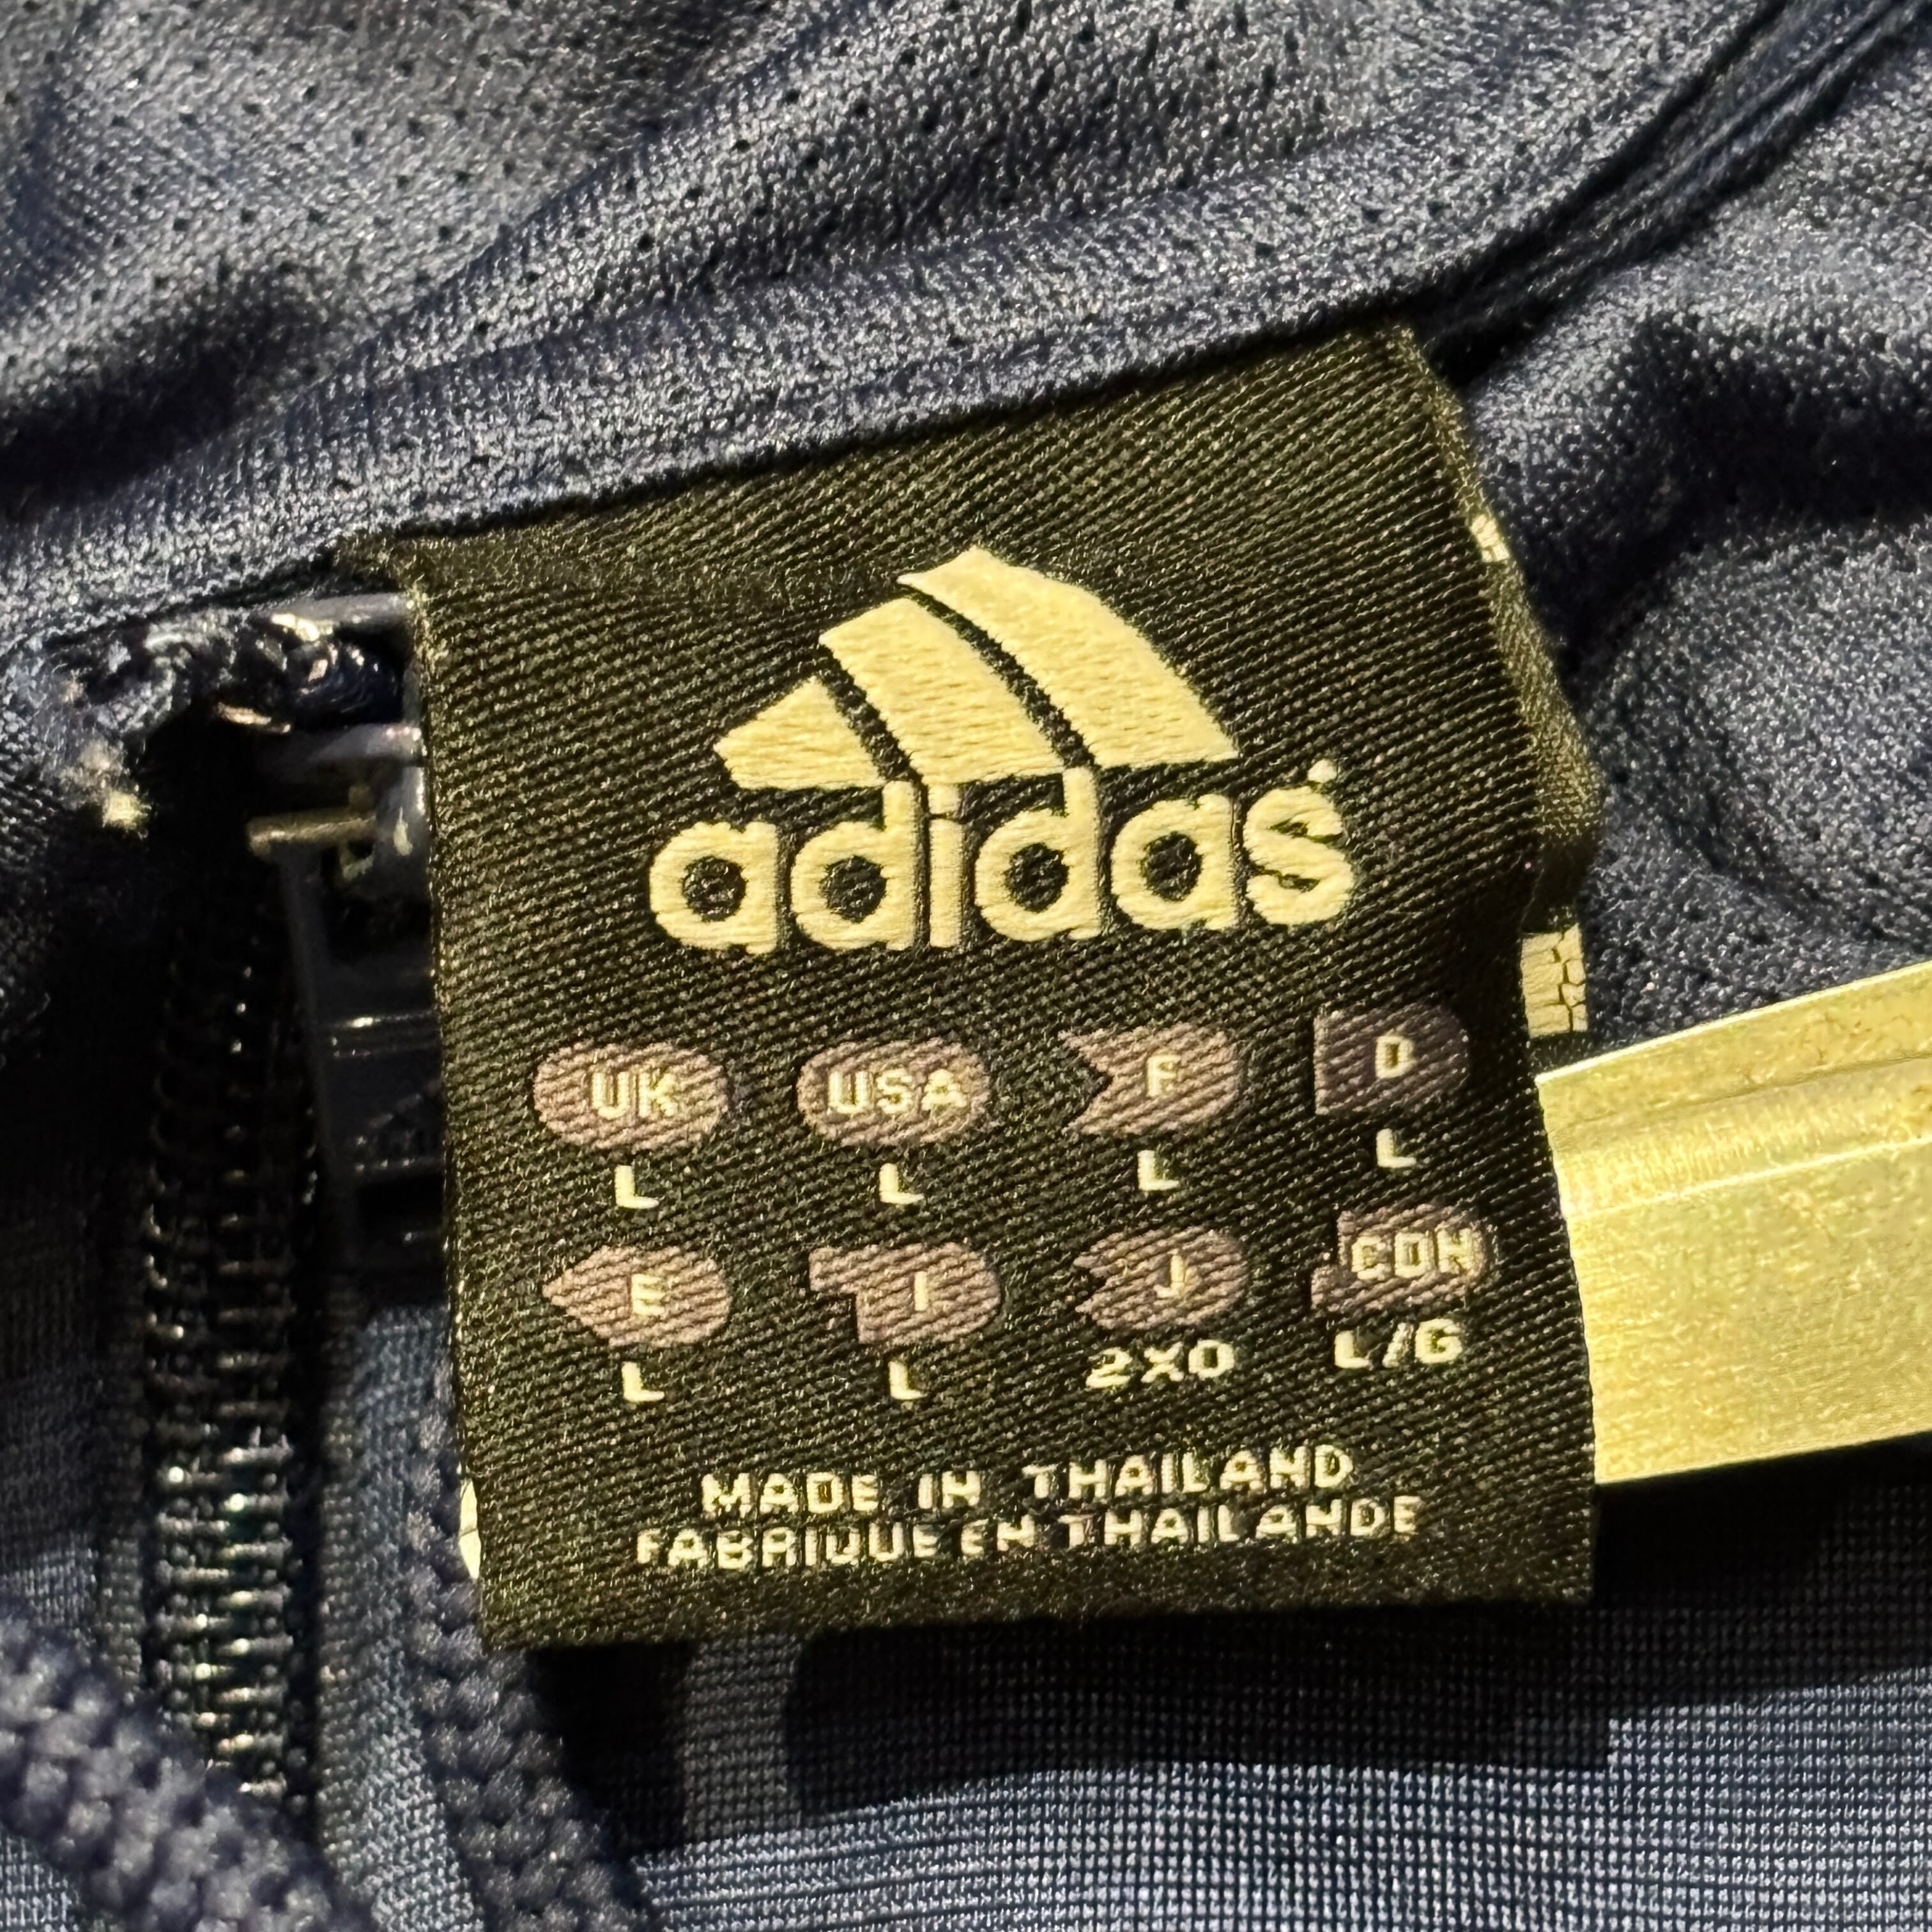 adidas
UK USA F D
L L L L
E I J CDN
L L 2XO L/G
MADE IN THAILAND
FABRIQUE EN THAILANDE